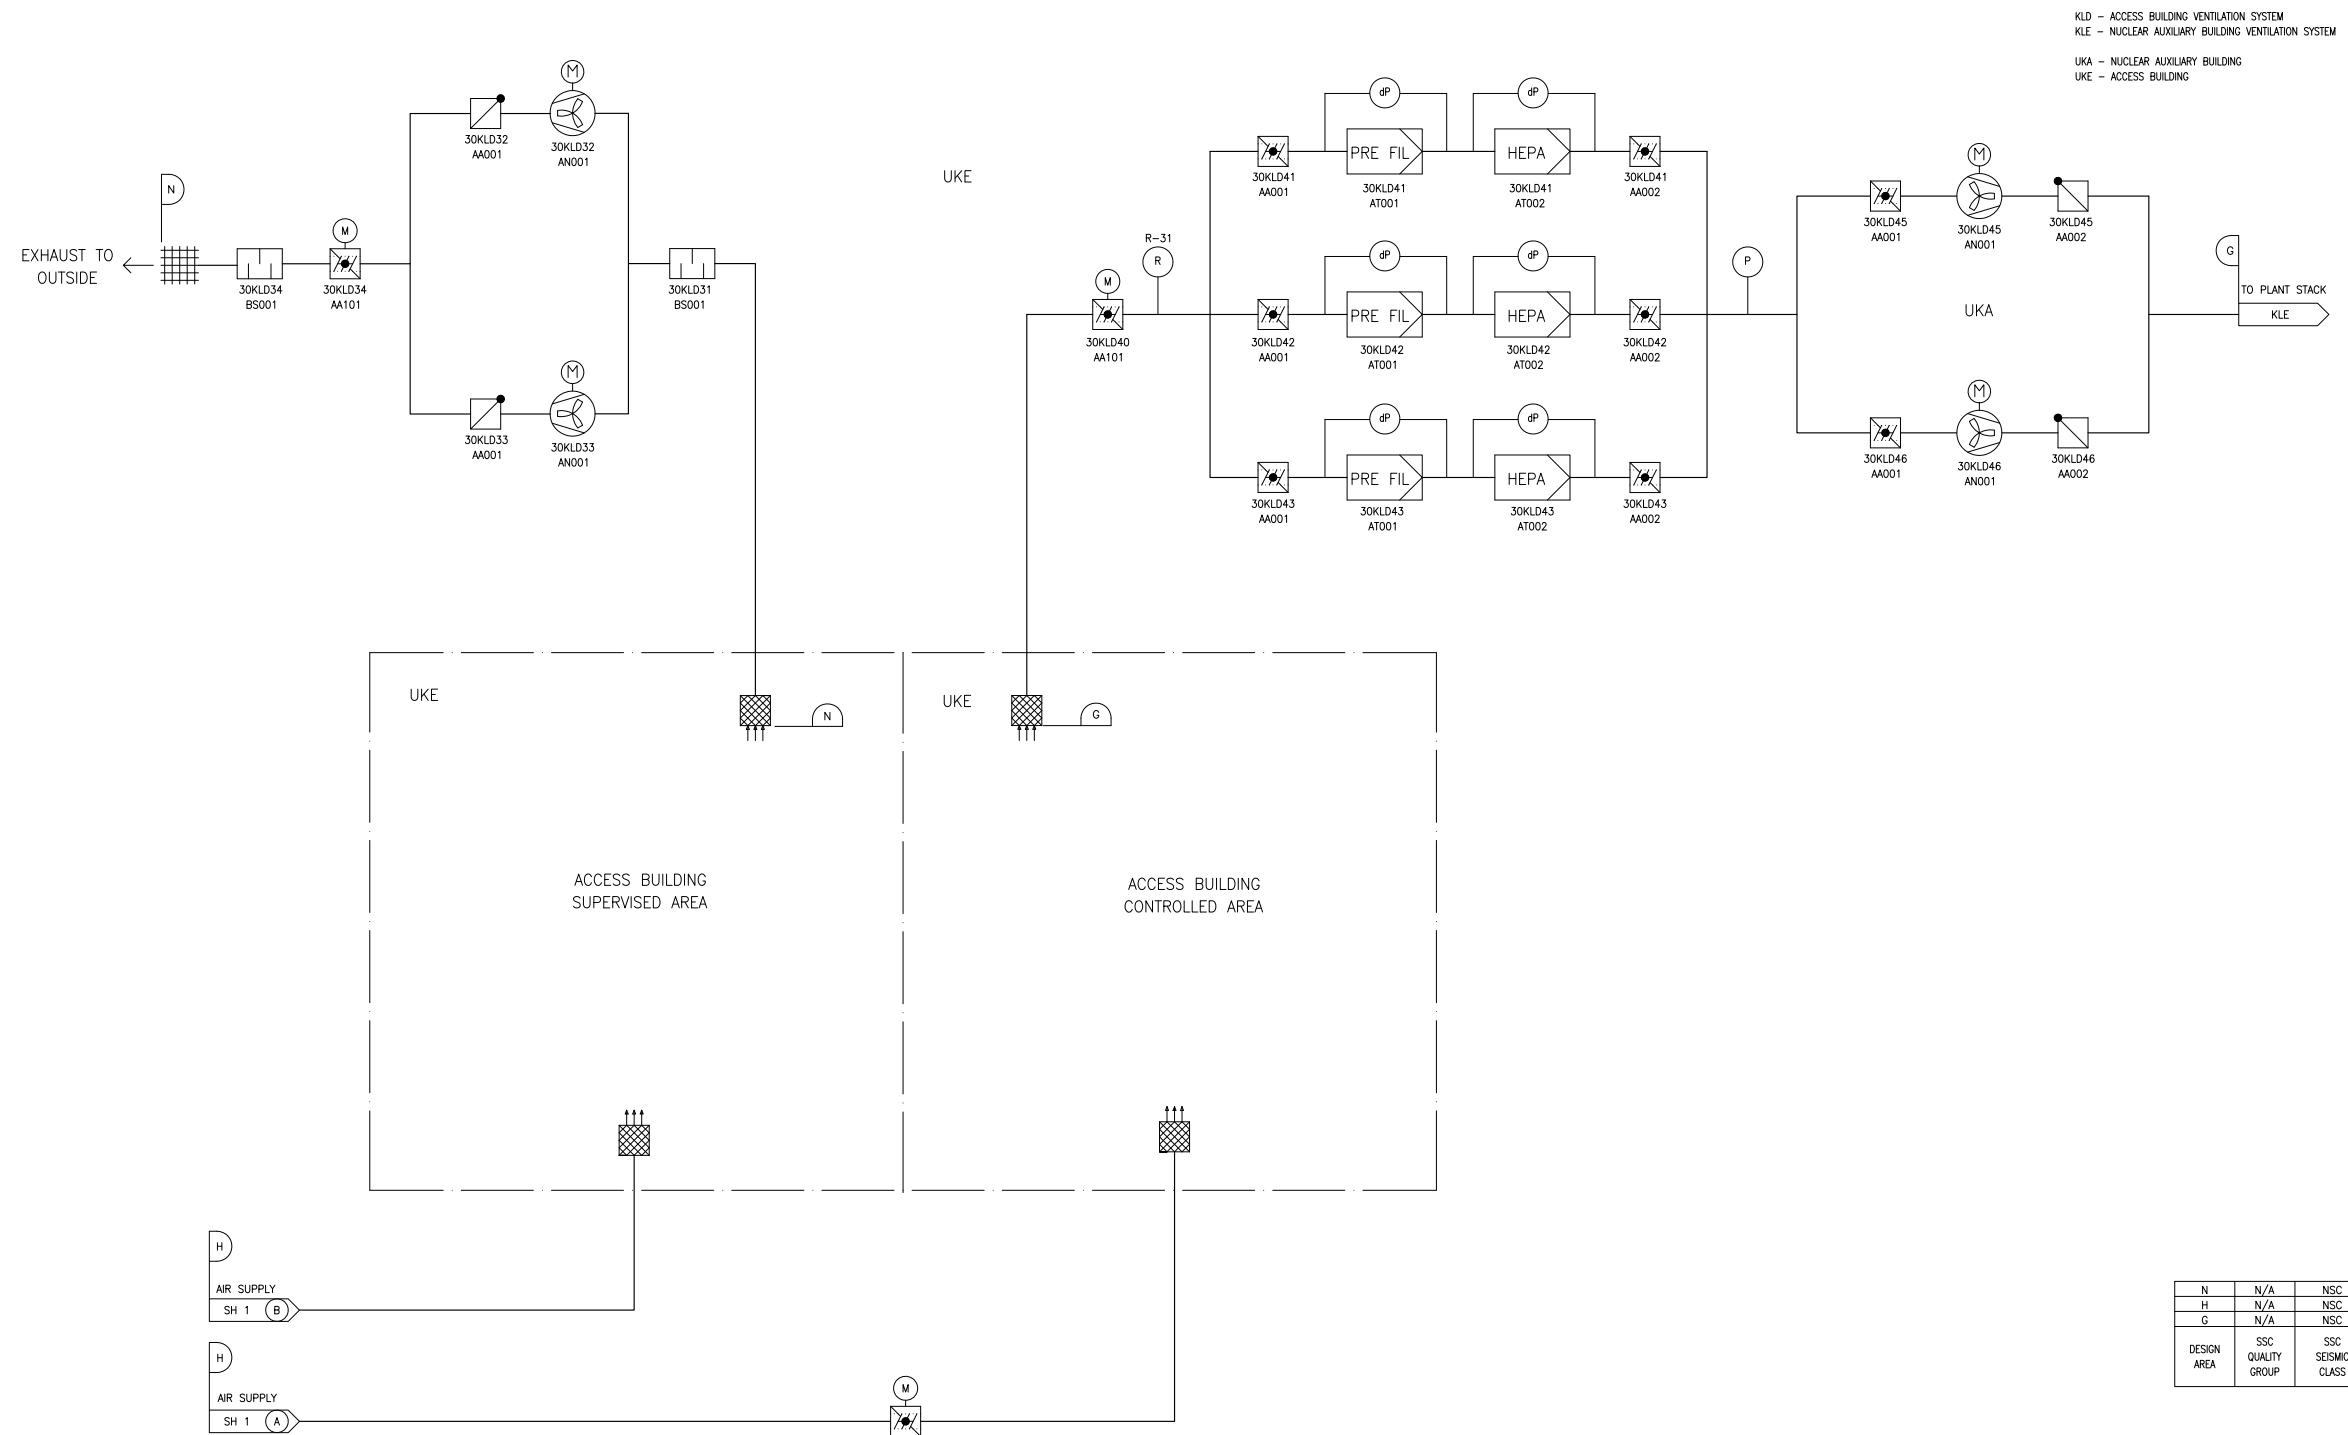 KLD – ACCESS BUILDING VENTILATION SYSTEM
KLE – NUCLEAR AUXILIARY BUILDING VENTILATION SYSTEM
UKA – NUCLEAR AUXILIARY BUILDING
UKE – ACCESS BUILDING
M
30KLD32
AA001
30KLD32
AN001
N
EXHAUST TO
OUTSIDE
30KLD34
BS001
M
30KLD34
AA101
30KLD31
BS001
M
30KLD33
AA001
30KLD33
AN001
UKE
M
30KLD40
AA101
R-31
R
dP
dP
30KLD41
AA001
PRE FIL
30KLD41
AT001
HEPA
30KLD41
AT002
30KLD41
AA002
dP
dP
30KLD42
AA001
PRE FIL
30KLD42
AT001
HEPA
30KLD42
AT002
30KLD42
AA002
dP
dP
30KLD43
AA001
PRE FIL
30KLD43
AT001
HEPA
30KLD43
AT002
30KLD43
AA002
P
M
30KLD45
AA001
30KLD45
AN001
30KLD45
AA002
UKA
M
30KLD46
AA001
30KLD46
AN001
30KLD46
AA002
G
TO PLANT STACK
KLE
UKE
N
UKE
G
ACCESS BUILDING
SUPERVISED AREA
ACCESS BUILDING
CONTROLLED AREA
H
AIR SUPPLY
SH 1 B
H
AIR SUPPLY
SH 1 A
M
N N/A NSC
H N/A NSC
G N/A NSC
DESIGN
AREA
SSC
QUALITY
GROUP
SSC
SEISMIC
CLASS